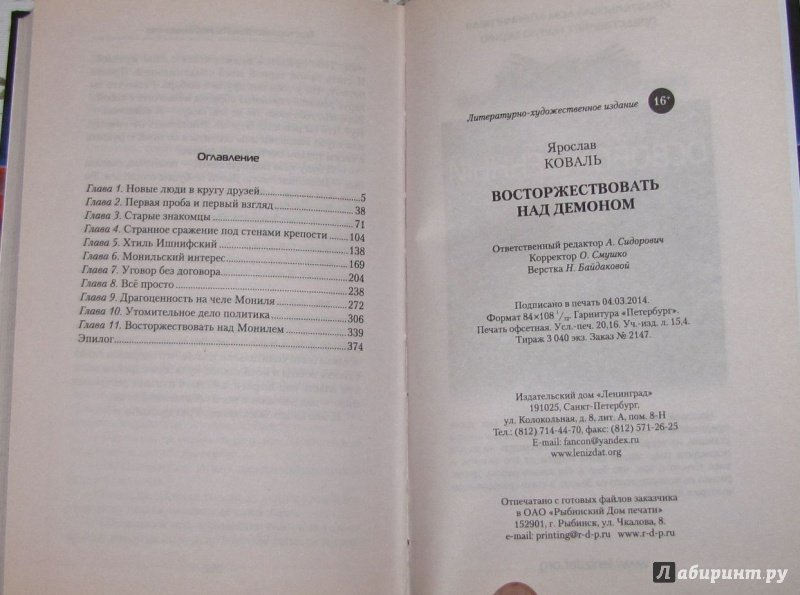 Оглавление
Глава 1. Новые люди в кругу друзей 5
Глава 2. Первая проба и первый взгляд 38
Глава 3. Старые знакомцы 71
Глава 4. Странное сражение под стенами крепости 104
Глава 5. Хтиль Ишнифский 138
Глава 6. Монильский интерес 169
Глава 7. Уговор без договора 204
Глава 8. Всё просто 238
Глава 9. Драгоценность на челе Мониля 272
Глава 10. Утомительное дело политика 306
Глава 11. Восторжествовать над Монилем 339
Эпилог 374
Литературно-художественное издание 16+
Ярослав
КОВАЛЬ
ВОСТОРЖЕСТВОВАТЬ
НАД ДЕМОНОМ
Ответственный редактор А. Сидорович
Корректор О. Смушко
Верстка Н. Байдаковой
Подписано в печать 04.03.2014.
Формат 84×108 1/32. Гарнитура «Петербург».
Печать офсетная. Усл.-печ. 20,16. Уч.-изд. л. 15,4.
Тираж 3 040 экз. Заказ № 2147.
Издательский дом «Ленинград»
191025, Санкт-Петербург,
ул. Колокольная, д. 8, лит. А, пом. 8-Н
Тел.: (812) 714-44-70, факс: (812) 571-26-25
E-mail: fancon@yandex.ru
www.lenizdat.org
Отпечатано с готовых файлов заказчика
в ОАО «Рыбинский Дом печати»
152901, г. Рыбинск, ул. Чкалова, 8.
e-mail: printing@r-d-p.ru www.r-d-p.ru
Лабиринт.ру